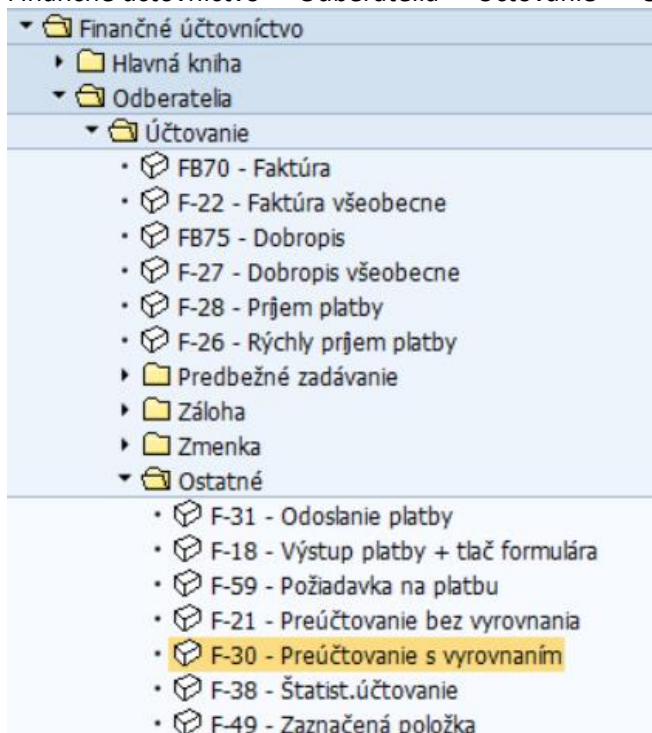 Finančné účtovníctvo
Hlavná kniha
Odberatelia
Účtovanie
FB70 - Faktúra
F-22 - Faktúra všeobecne
FB75 - Dobropis
F-27 - Dobropis všeobecne
F-28 - Príjem platby
F-26 - Rýchly príjem platby
Predbežné zadávanie
Záloha
Zmenka
Ostatné
F-31 - Odoslanie platby
F-18 - Výstup platby + tlač formulára
F-59 - Požiadavka na platbu
F-21 - Preúčtovanie bez vyrovnania
F-30 - Preúčtovanie s vyrovnaním
F-38 - Štatist.účtovanie
F-49 - Zaznačená položka